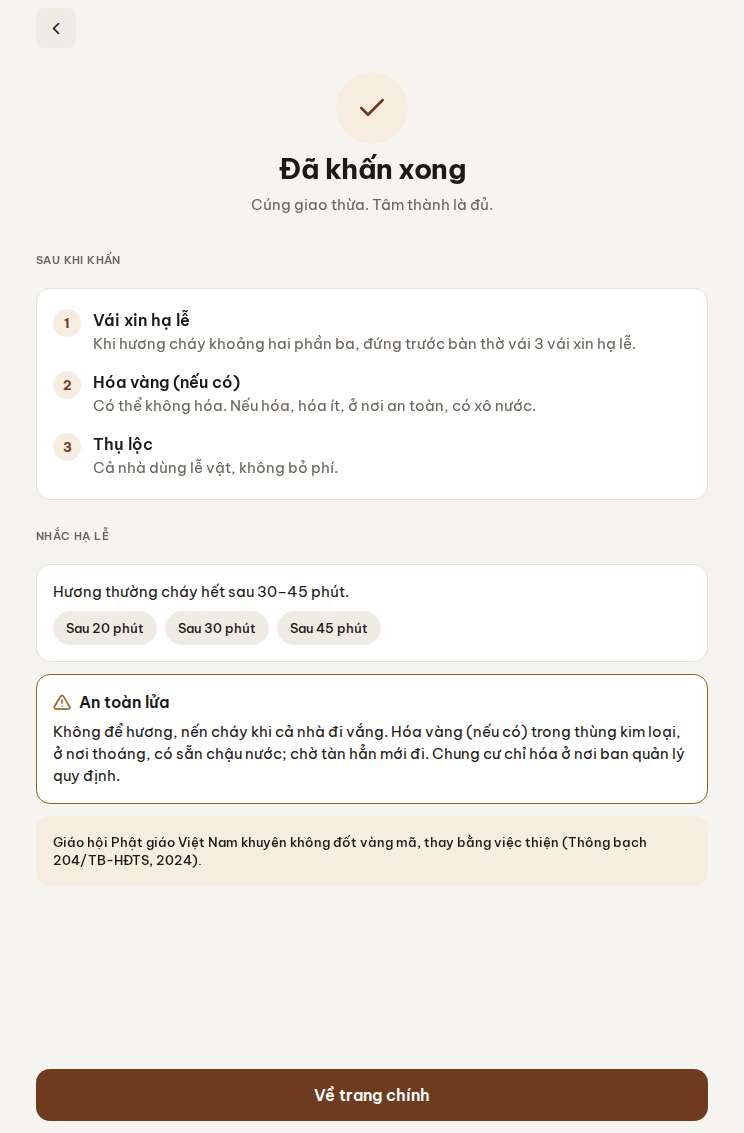 Đã khấn xong
Cúng giao thừa. Tâm thành là đủ.
SAU KHI KHẤN
1
Vái xin hạ lễ
Khi hương cháy khoảng hai phần ba, đứng trước bàn thờ vái 3 vái xin hạ lễ.
2
Hóa vàng (nếu có)
Có thể không hóa. Nếu hóa, hóa ít, ở nơi an toàn, có xô nước.
3
Thụ lộc
Cả nhà dùng lễ vật, không bỏ phí.
NHẮC HẠ LỄ
Hương thường cháy hết sau 30–45 phút.
Sau 20 phút
Sau 30 phút
Sau 45 phút
An toàn lửa
Không để hương, nến cháy khi cả nhà đi vắng. Hóa vàng (nếu có) trong thùng kim loại,
ở nơi thoáng, có sẵn chậu nước; chờ tàn hẳn mới đi. Chung cư chỉ hóa ở nơi ban quản lý
quy định.
Giáo hội Phật giáo Việt Nam khuyên không đốt vàng mã, thay bằng việc thiện (Thông bạch
204/TB-HĐTS, 2024).
Về trang chính